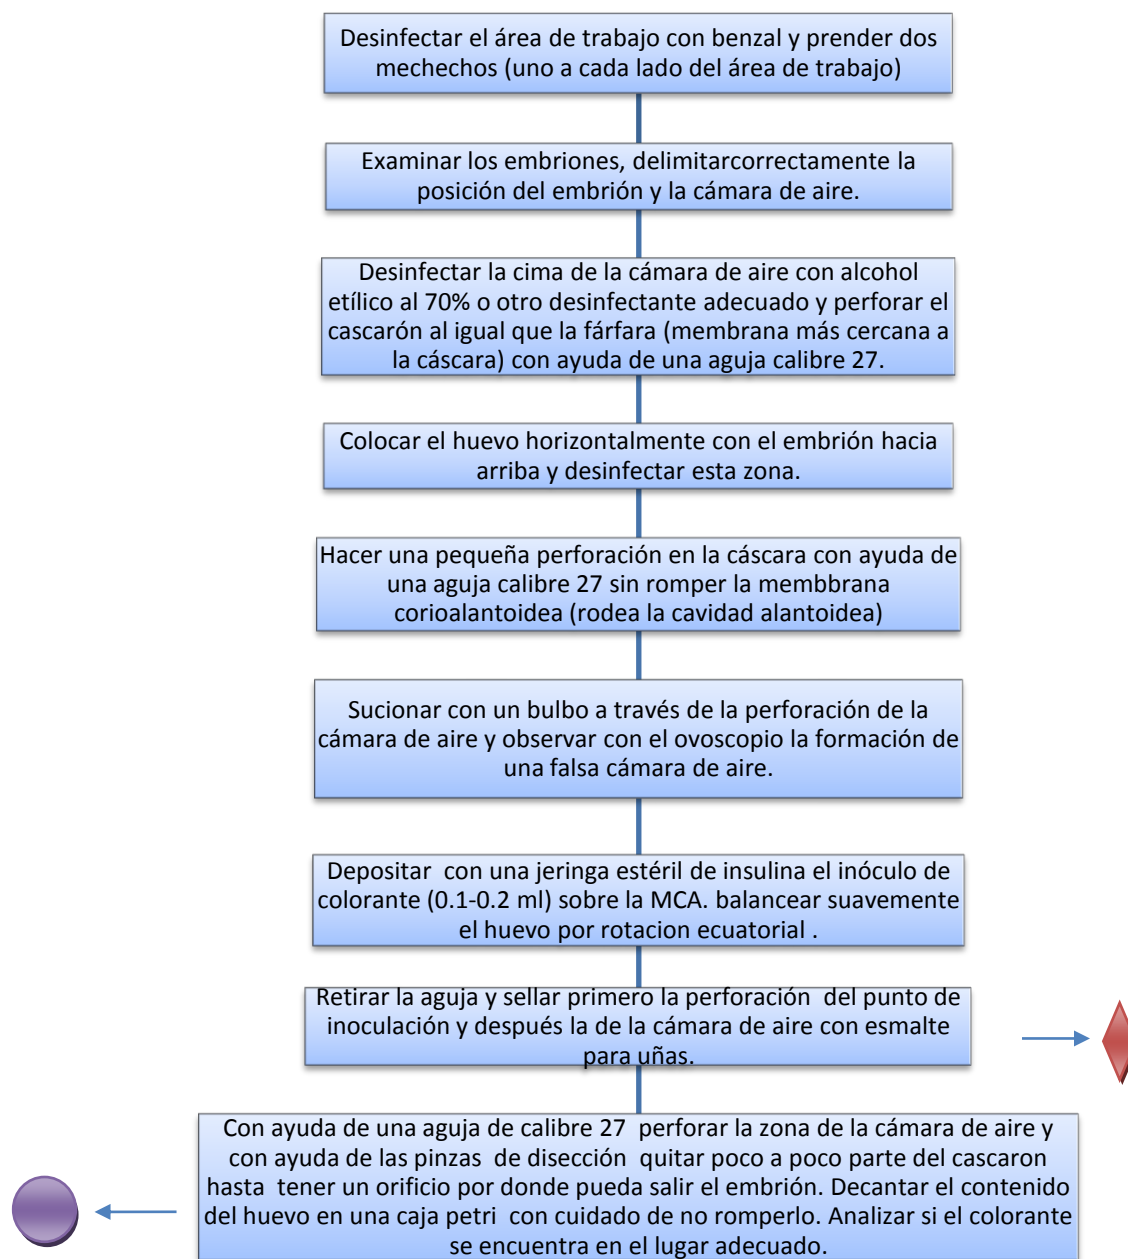 Desinfectar el área de trabajo con benzal y prender dos
mechechos (uno a cada lado del área de trabajo)
Examinar los embriones, delimitarcorrectamente la
posición del embrión y la cámara de aire.
Desinfectar la cima de la cámara de aire con alcohol
etílico al 70% o otro desinfectante adecuado y perforar el
cascarón al igual que la fárfara (membrana más cercana a
la cáscara) con ayuda de una aguja calibre 27.
Colocar el huevo horizontalmente con el embrión hacia
arriba y desinfectar esta zona.
Hacer una pequeña perforación en la cáscara con ayuda de
una aguja calibre 27 sin romper la membbrana
corioalantoidea (rodea la cavidad alantoidea)
Sucionar con un bulbo a través de la perforación de la
cámara de aire y observar con el ovoscopio la formación de
una falsa cámara de aire.
Depositar con una jeringa estéril de insulina el inóculo de
colorante (0.1-0.2 ml) sobre la MCA. balancear suavemente
el huevo por rotacion ecuatorial .
Retirar la aguja y sellar primero la perforación del punto de
inoculación y después la de la cámara de aire con esmalte
para uñas.
Con ayuda de una aguja de calibre 27 perforar la zona de la cámara de aire y
con ayuda de las pinzas de disección quitar poco a poco parte del cascaron
hasta tener un orificio por donde pueda salir el embrión. Decantar el contenido
del huevo en una caja petri con cuidado de no romperlo. Analizar si el colorante
se encuentra en el lugar adecuado.